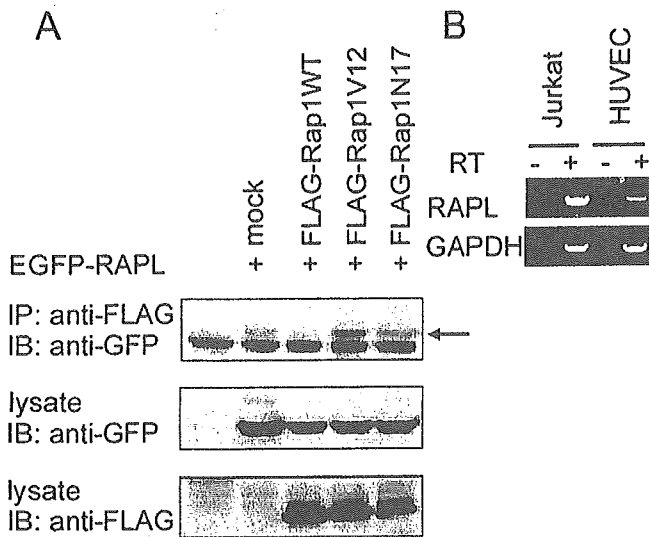 A
B
mock
FLAG-Rap1WT
FLAG-Rap1V12
FLAG-Rap1N17
EGFP-RAPL + + + +
IP: anti-FLAG
IB: anti-GFP
lysate
IB: anti-GFP
lysate
IB: anti-FLAG
Jurkat
HUVEC
RT - + - +
RAPL
GAPDH